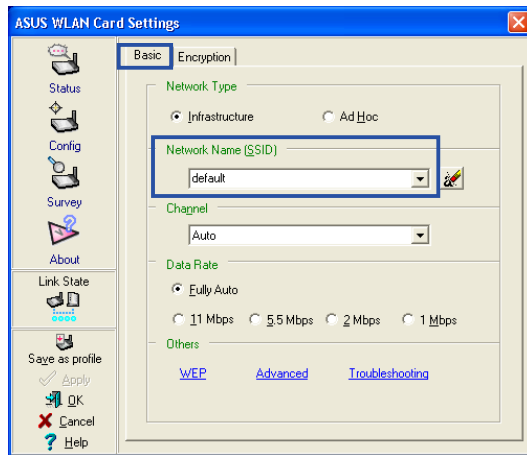 ASUS WLAN Card Settings
Status
Config
Survey
About
Link State
Save as profile
Apply
OK
Cancel
Help
Basic
Encryption
Network Type
Infrastructure
Ad Hoc
Network Name (SSID)
default
Channel
Auto
Data Rate
Fully Auto
11 Mbps 5.5 Mbps 2 Mbps 1 Mbps
Others
WEP Advanced Troubleshooting